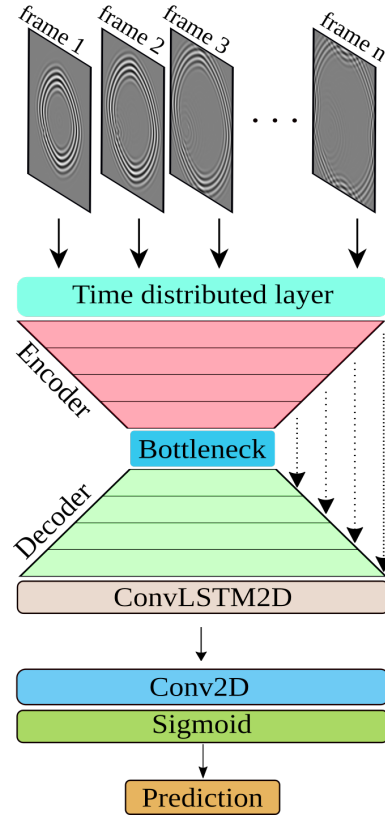 frame 1
frame 2
frame 3
. . .
frame n
Time distributed layer
Encoder
Bottleneck
Decoder
ConvLSTM2D
Conv2D
Sigmoid
Prediction